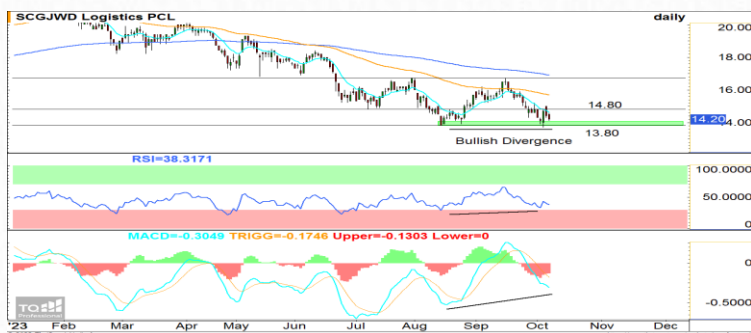 SCGJWD Logistics PCL daily
20.00
18.00
16.00
14.80
14.20
14.00
13.80
Bullish Divergence
RSI=38.3171
100.0000
50.0000
0
MACD=-0.3049 TRIGG=-0.1746 Upper=-0.1303 Lower=0
0
-0.5000
TQ
Professional
'23 Feb Mar Apr May Jun Jul Aug Sep Oct Nov Dec